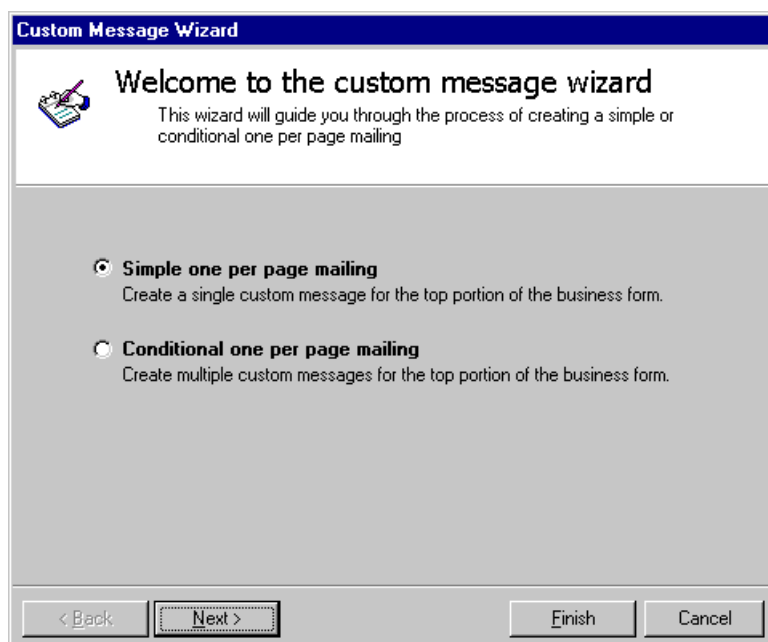 Custom Message Wizard
Welcome to the custom message wizard
This wizard will guide you through the process of creating a simple or
conditional one per page mailing
Simple one per page mailing
Create a single custom message for the top portion of the business form.
Conditional one per page mailing
Create multiple custom messages for the top portion of the business form.
< Back Next > Finish Cancel